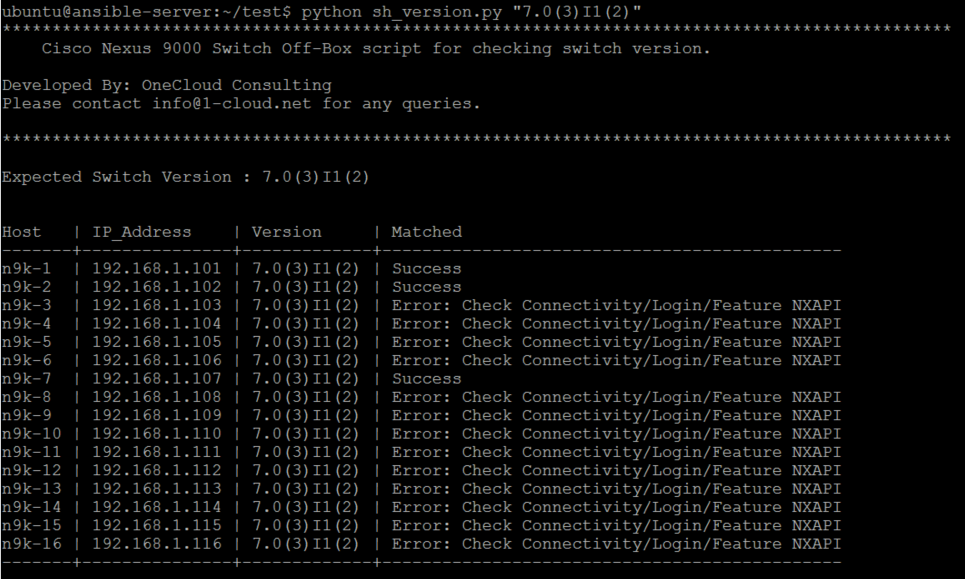 ubuntu@ansible-server:~/test$ python sh_version.py "7.0(3)I1(2)"
***********************************************************************************************
    Cisco Nexus 9000 Switch Off-Box script for checking switch version.
Developed By: OneCloud Consulting
Please contact info@1-cloud.net for any queries.
***********************************************************************************************
Expected Switch Version : 7.0(3)I1(2)
Host   | IP_Address    | Version     | Matched
-------+---------------+-------------+----------------------------------------------
n9k-1  | 192.168.1.101 | 7.0(3)I1(2) | Success
n9k-2  | 192.168.1.102 | 7.0(3)I1(2) | Success
n9k-3  | 192.168.1.103 | 7.0(3)I1(2) | Error: Check Connectivity/Login/Feature NXAPI
n9k-4  | 192.168.1.104 | 7.0(3)I1(2) | Error: Check Connectivity/Login/Feature NXAPI
n9k-5  | 192.168.1.105 | 7.0(3)I1(2) | Error: Check Connectivity/Login/Feature NXAPI
n9k-6  | 192.168.1.106 | 7.0(3)I1(2) | Error: Check Connectivity/Login/Feature NXAPI
n9k-7  | 192.168.1.107 | 7.0(3)I1(2) | Success
n9k-8  | 192.168.1.108 | 7.0(3)I1(2) | Error: Check Connectivity/Login/Feature NXAPI
n9k-9  | 192.168.1.109 | 7.0(3)I1(2) | Error: Check Connectivity/Login/Feature NXAPI
n9k-10 | 192.168.1.110 | 7.0(3)I1(2) | Error: Check Connectivity/Login/Feature NXAPI
n9k-11 | 192.168.1.111 | 7.0(3)I1(2) | Error: Check Connectivity/Login/Feature NXAPI
n9k-12 | 192.168.1.112 | 7.0(3)I1(2) | Error: Check Connectivity/Login/Feature NXAPI
n9k-13 | 192.168.1.113 | 7.0(3)I1(2) | Error: Check Connectivity/Login/Feature NXAPI
n9k-14 | 192.168.1.114 | 7.0(3)I1(2) | Error: Check Connectivity/Login/Feature NXAPI
n9k-15 | 192.168.1.115 | 7.0(3)I1(2) | Error: Check Connectivity/Login/Feature NXAPI
n9k-16 | 192.168.1.116 | 7.0(3)I1(2) | Error: Check Connectivity/Login/Feature NXAPI
-------+---------------+-------------+----------------------------------------------